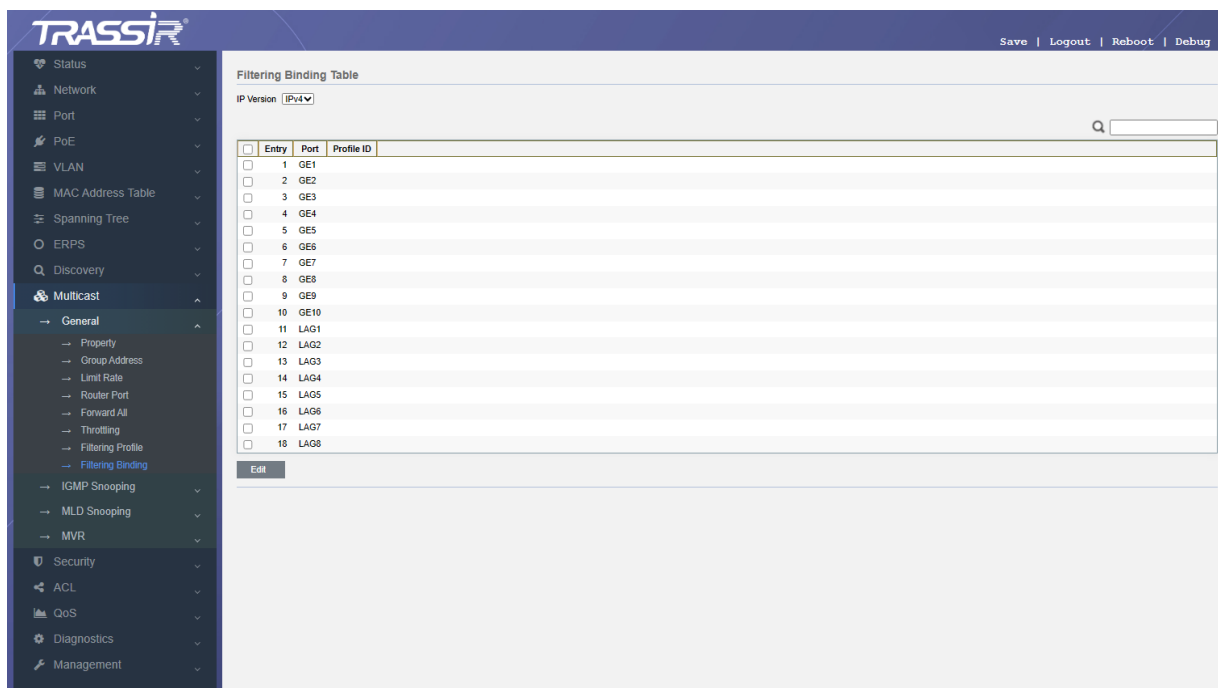 TRASSIR
Save | Logout | Reboot | Debug
Status
Network
Port
PoE
VLAN
MAC Address Table
Spanning Tree
ERPS
Discovery
Multicast
→ General
→ Property
→ Group Address
→ Limit Rate
→ Router Port
→ Forward All
→ Throttling
→ Filtering Profile
→ Filtering Binding
→ IGMP Snooping
→ MLD Snooping
→ MVR
Security
ACL
QoS
Diagnostics
Management
Filtering Binding Table
IP Version IPv4
Entry Port Profile ID
1 GE1
2 GE2
3 GE3
4 GE4
5 GE5
6 GE6
7 GE7
8 GE8
9 GE9
10 GE10
11 LAG1
12 LAG2
13 LAG3
14 LAG4
15 LAG5
16 LAG6
17 LAG7
18 LAG8
Edit